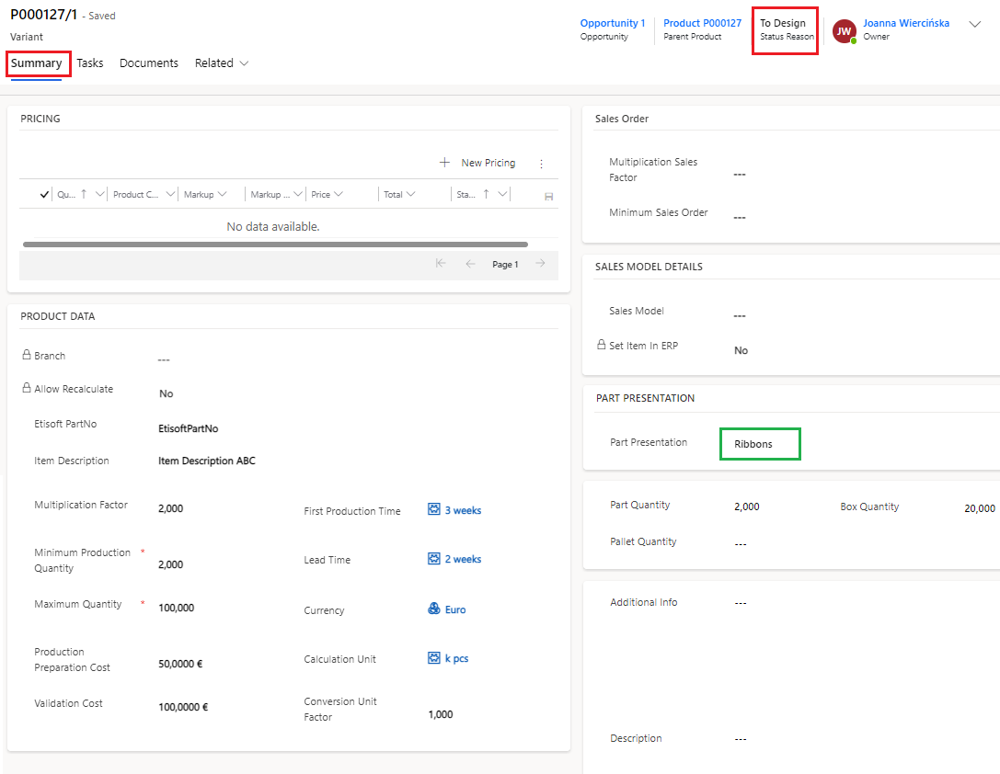 P000127/1 - Saved
Variant
Opportunity 1
Opportunity
Product P000127
Parent Product
To Design
Status Reason
JW
Joanna Wiercińska
Owner
Summary Tasks Documents Related
PRICING
+ New Pricing
Qu... Product C... Markup Markup ... Price Total Sta...
No data available.
Page 1
PRODUCT DATA
Branch ---
Allow Recalculate No
Etisoft PartNo EtisoftPartNo
Item Description Item Description ABC
Multiplication Factor 2,000
First Production Time 3 weeks
Minimum Production
Quantity * 2,000
Lead Time 2 weeks
Maximum Quantity * 100,000
Currency Euro
Production
Preparation Cost 50,0000 €
Calculation Unit k pcs
Validation Cost 100,0000 €
Conversion Unit
Factor 1,000
Sales Order
Multiplication Sales
Factor ---
Minimum Sales Order ---
SALES MODEL DETAILS
Sales Model ---
Set Item In ERP No
PART PRESENTATION
Part Presentation Ribbons
Part Quantity 2,000 Box Quantity 20,000
Pallet Quantity ---
Additional Info ---
Description ---